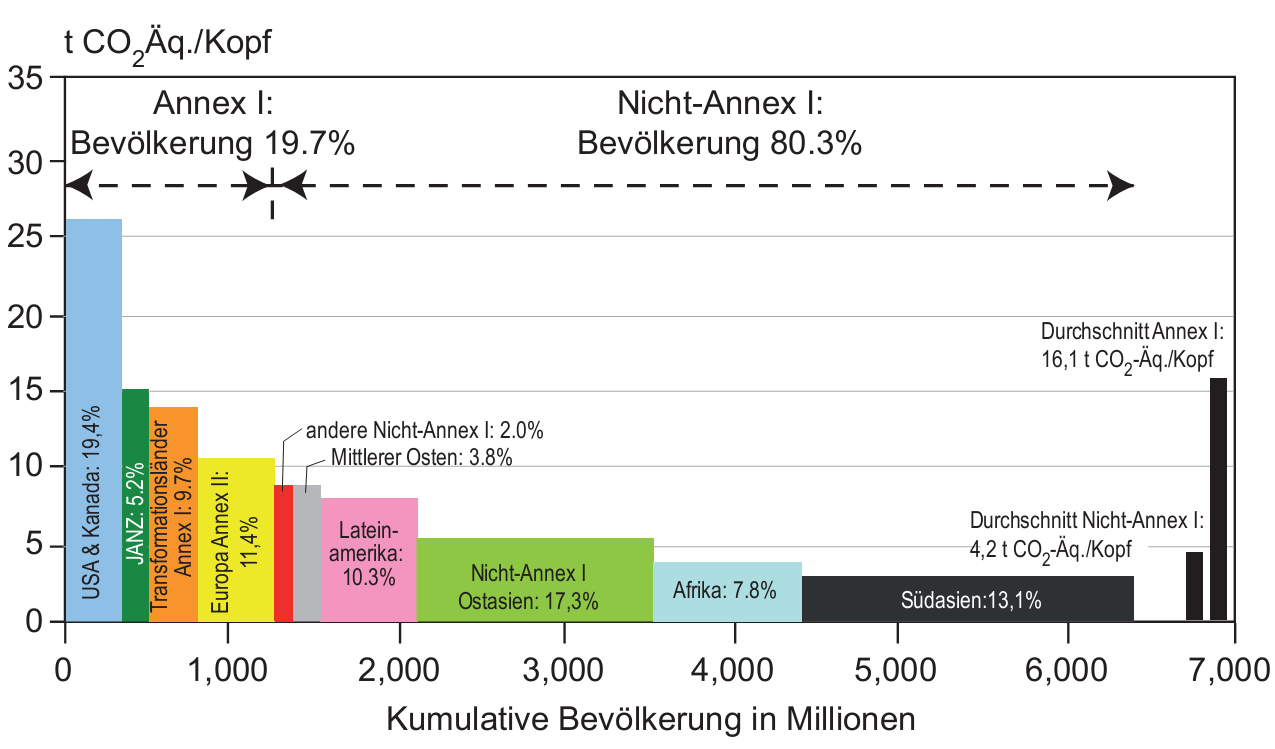 t CO₂Äq./Kopf
35
30
25
20
15
10
5
0
Annex I:
Bevölkerung 19.7%
Nicht-Annex I:
Bevölkerung 80.3%
USA & Kanada: 19,4%
JANZ: 5.2%
Transformationsländer
Annex I: 9.7%
Europa Annex II:
11,4%
andere Nicht-Annex I: 2.0%
Mittlerer Osten: 3.8%
Latein-
amerika:
10.3%
Nicht-Annex I
Ostasien: 17,3%
Afrika: 7.8%
Südasien:13,1%
Durchschnitt Annex I:
16,1 t CO₂-Äq./Kopf
Durchschnitt Nicht-Annex I:
4,2 t CO₂-Äq./Kopf
0
1,000
2,000
3,000
4,000
5,000
6,000
7,000
Kumulative Bevölkerung in Millionen